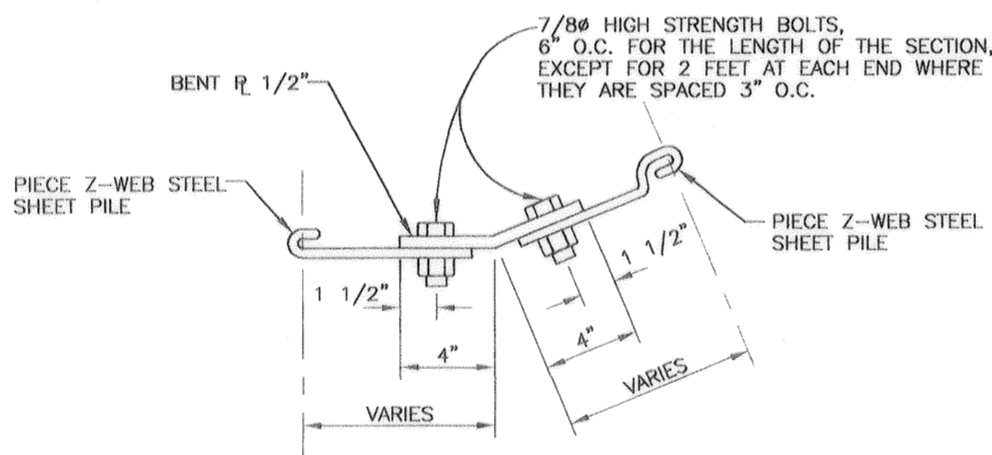 7/8ø HIGH STRENGTH BOLTS,
6" O.C. FOR THE LENGTH OF THE SECTION,
EXCEPT FOR 2 FEET AT EACH END WHERE
THEY ARE SPACED 3" O.C.
BENT ⅊ 1/2"
PIECE Z-WEB STEEL
SHEET PILE
PIECE Z-WEB STEEL
SHEET PILE
1 1/2"
1 1/2"
4"
4"
VARIES
VARIES